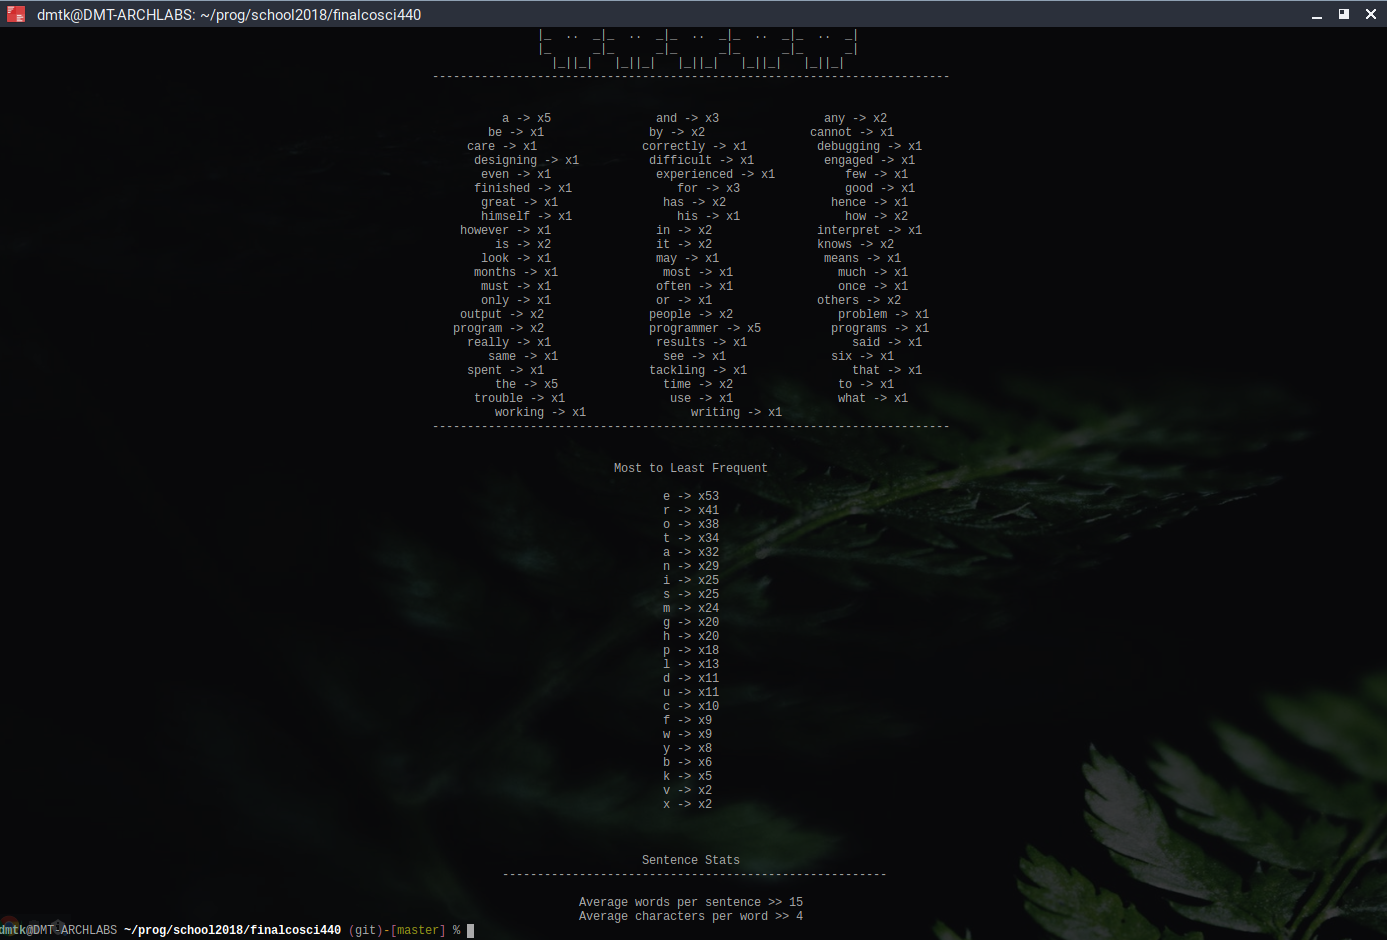 dmtk@DMT-ARCHLABS: ~/prog/school2018/finalcosci440
|_  ..  _|_  ..  _|_  ..  _|_  ..  _|_  ..  _|
|_      _|_      _|_      _|_      _|_      _|
|_||_|   |_||_|   |_||_|   |_||_|   |_||_|
--------------------------------------------------------------------------
a -> x5 and -> x3 any -> x2
be -> x1 by -> x2 cannot -> x1
care -> x1 correctly -> x1 debugging -> x1
designing -> x1 difficult -> x1 engaged -> x1
even -> x1 experienced -> x1 few -> x1
finished -> x1 for -> x3 good -> x1
great -> x1 has -> x2 hence -> x1
himself -> x1 his -> x1 how -> x2
however -> x1 in -> x2 interpret -> x1
is -> x2 it -> x2 knows -> x2
look -> x1 may -> x1 means -> x1
months -> x1 most -> x1 much -> x1
must -> x1 often -> x1 once -> x1
only -> x1 or -> x1 others -> x2
output -> x2 people -> x2 problem -> x1
program -> x2 programmer -> x5 programs -> x1
really -> x1 results -> x1 said -> x1
same -> x1 see -> x1 six -> x1
spent -> x1 tackling -> x1 that -> x1
the -> x5 time -> x2 to -> x1
trouble -> x1 use -> x1 what -> x1
working -> x1 writing -> x1
--------------------------------------------------------------------------
Most to Least Frequent
e -> x53
r -> x41
o -> x38
t -> x34
a -> x32
n -> x29
i -> x25
s -> x25
m -> x24
g -> x20
h -> x20
p -> x18
l -> x13
d -> x11
u -> x11
c -> x10
f -> x9
w -> x9
y -> x8
b -> x6
k -> x5
v -> x2
x -> x2
Sentence Stats
-------------------------------------------------------
Average words per sentence >> 15
Average characters per word >> 4
dmtk@DMT-ARCHLABS ~/prog/school2018/finalcosci440 (git)-[master] %